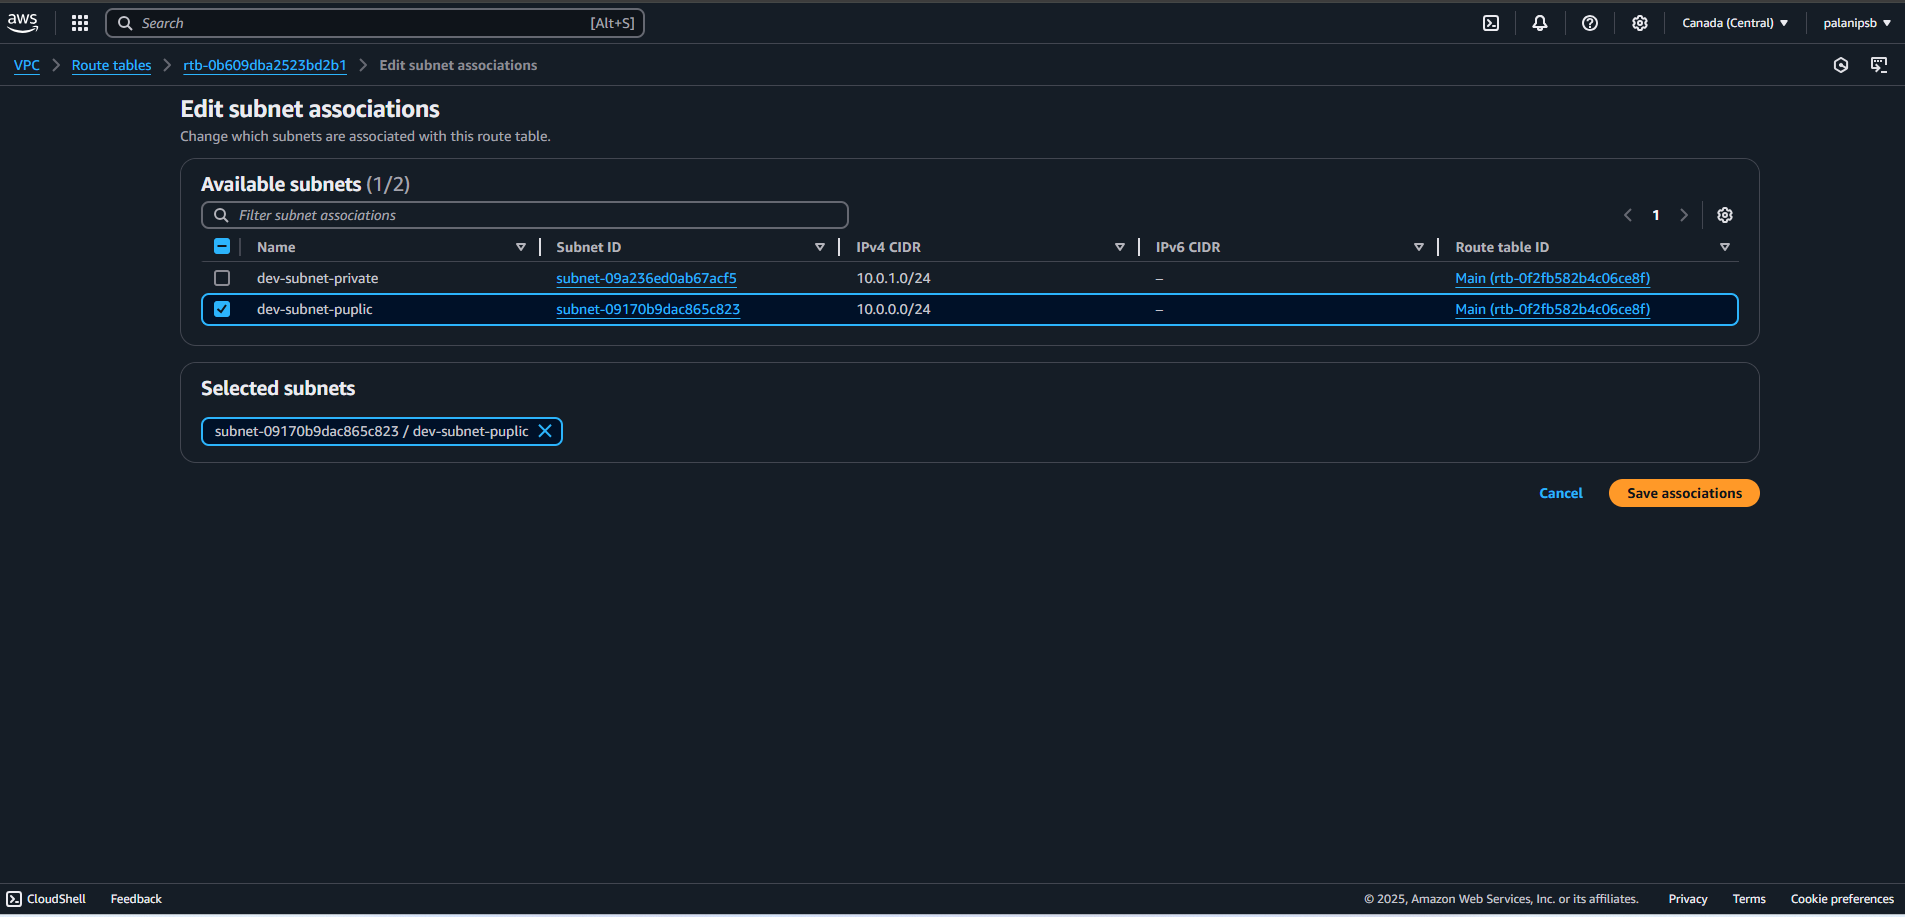 aws Search [Alt+S] Canada (Central) palanipsb
VPC Route tables rtb-0b609dba2523bd2b1 Edit subnet associations
Edit subnet associations
Change which subnets are associated with this route table.
Available subnets (1/2)
Filter subnet associations 1
Name Subnet ID IPv4 CIDR IPv6 CIDR Route table ID
dev-subnet-private subnet-09a236ed0ab67acf5 10.0.1.0/24 – Main (rtb-0f2fb582b4c06ce8f)
dev-subnet-puplic subnet-09170b9dac865c823 10.0.0.0/24 – Main (rtb-0f2fb582b4c06ce8f)
Selected subnets
subnet-09170b9dac865c823 / dev-subnet-puplic
Cancel Save associations
CloudShell Feedback © 2025, Amazon Web Services, Inc. or its affiliates. Privacy Terms Cookie preferences